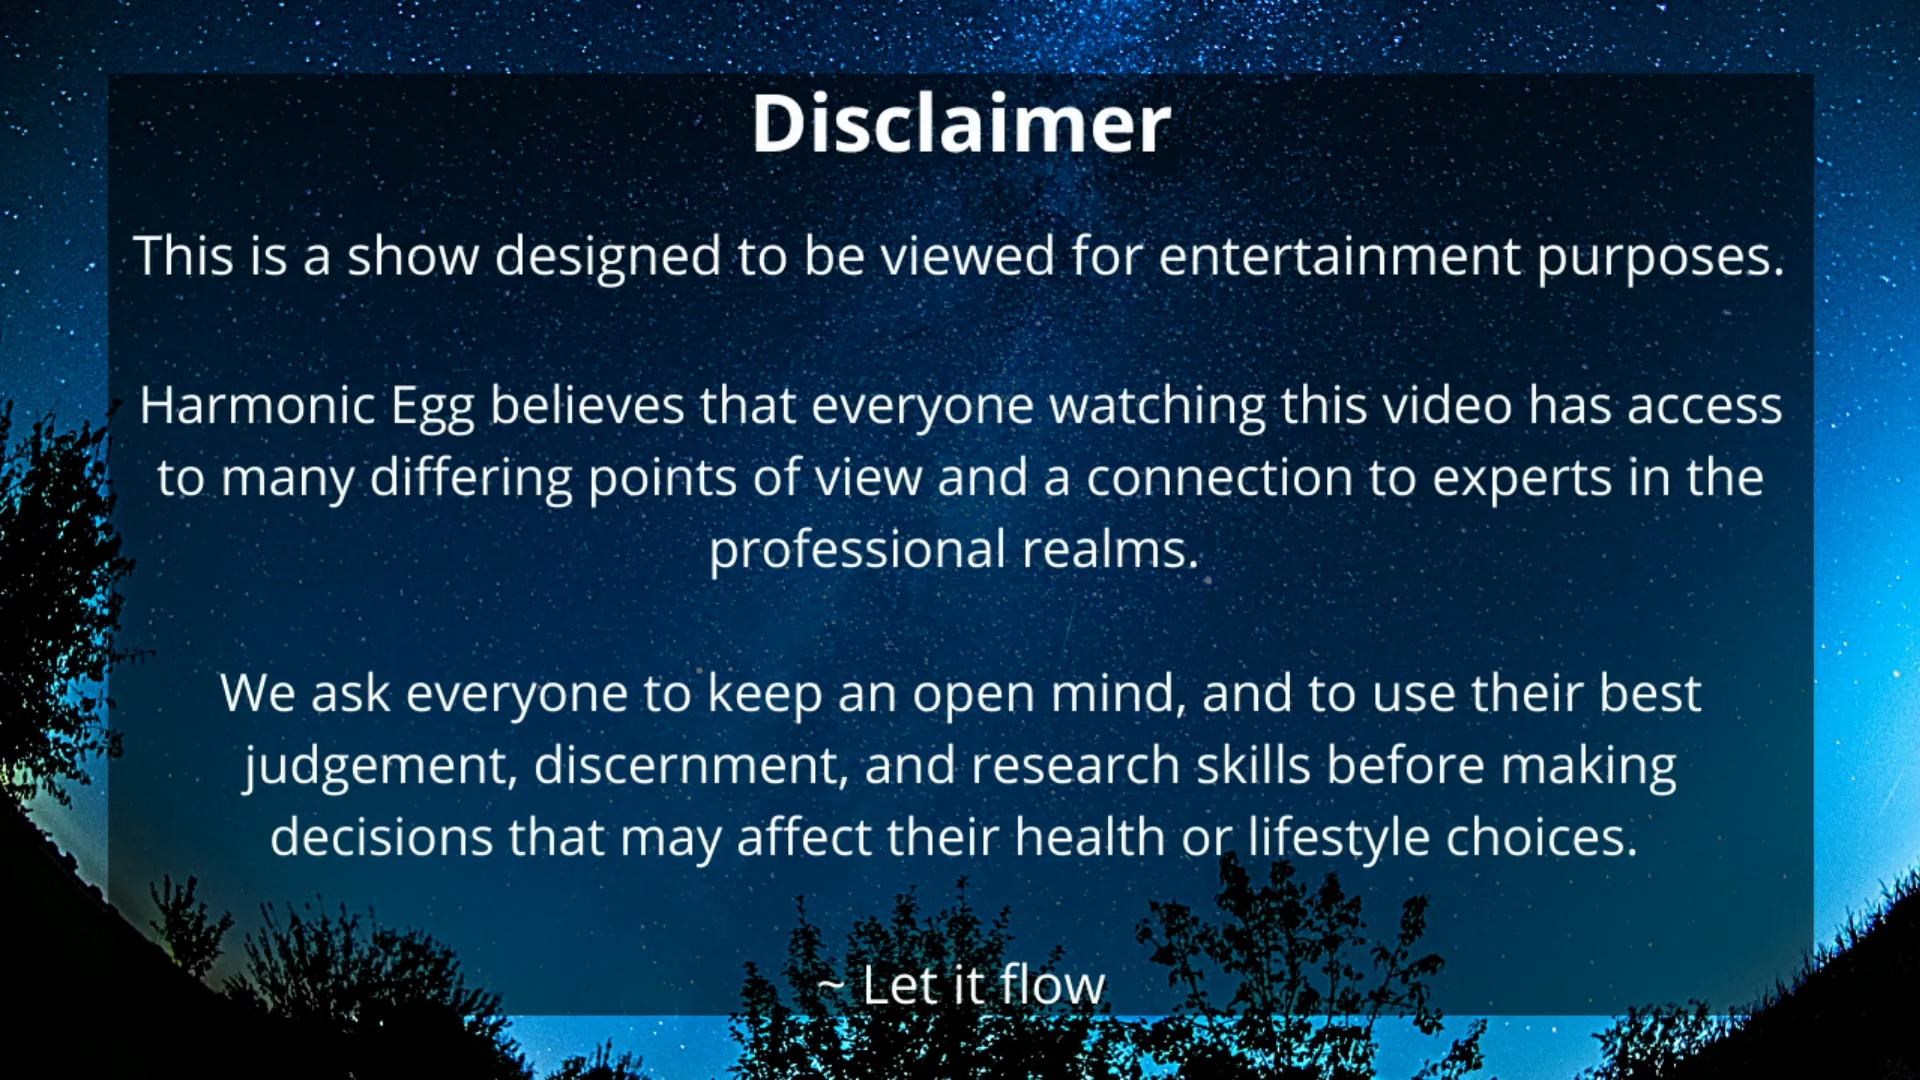 Disclaimer
This is a show designed to be viewed for entertainment purposes.
Harmonic Egg believes that everyone watching this video has access
to many differing points of view and a connection to experts in the
professional realms.
We ask everyone to keep an open mind, and to use their best
judgement, discernment, and research skills before making
decisions that may affect their health or lifestyle choices.
~ Let it flow